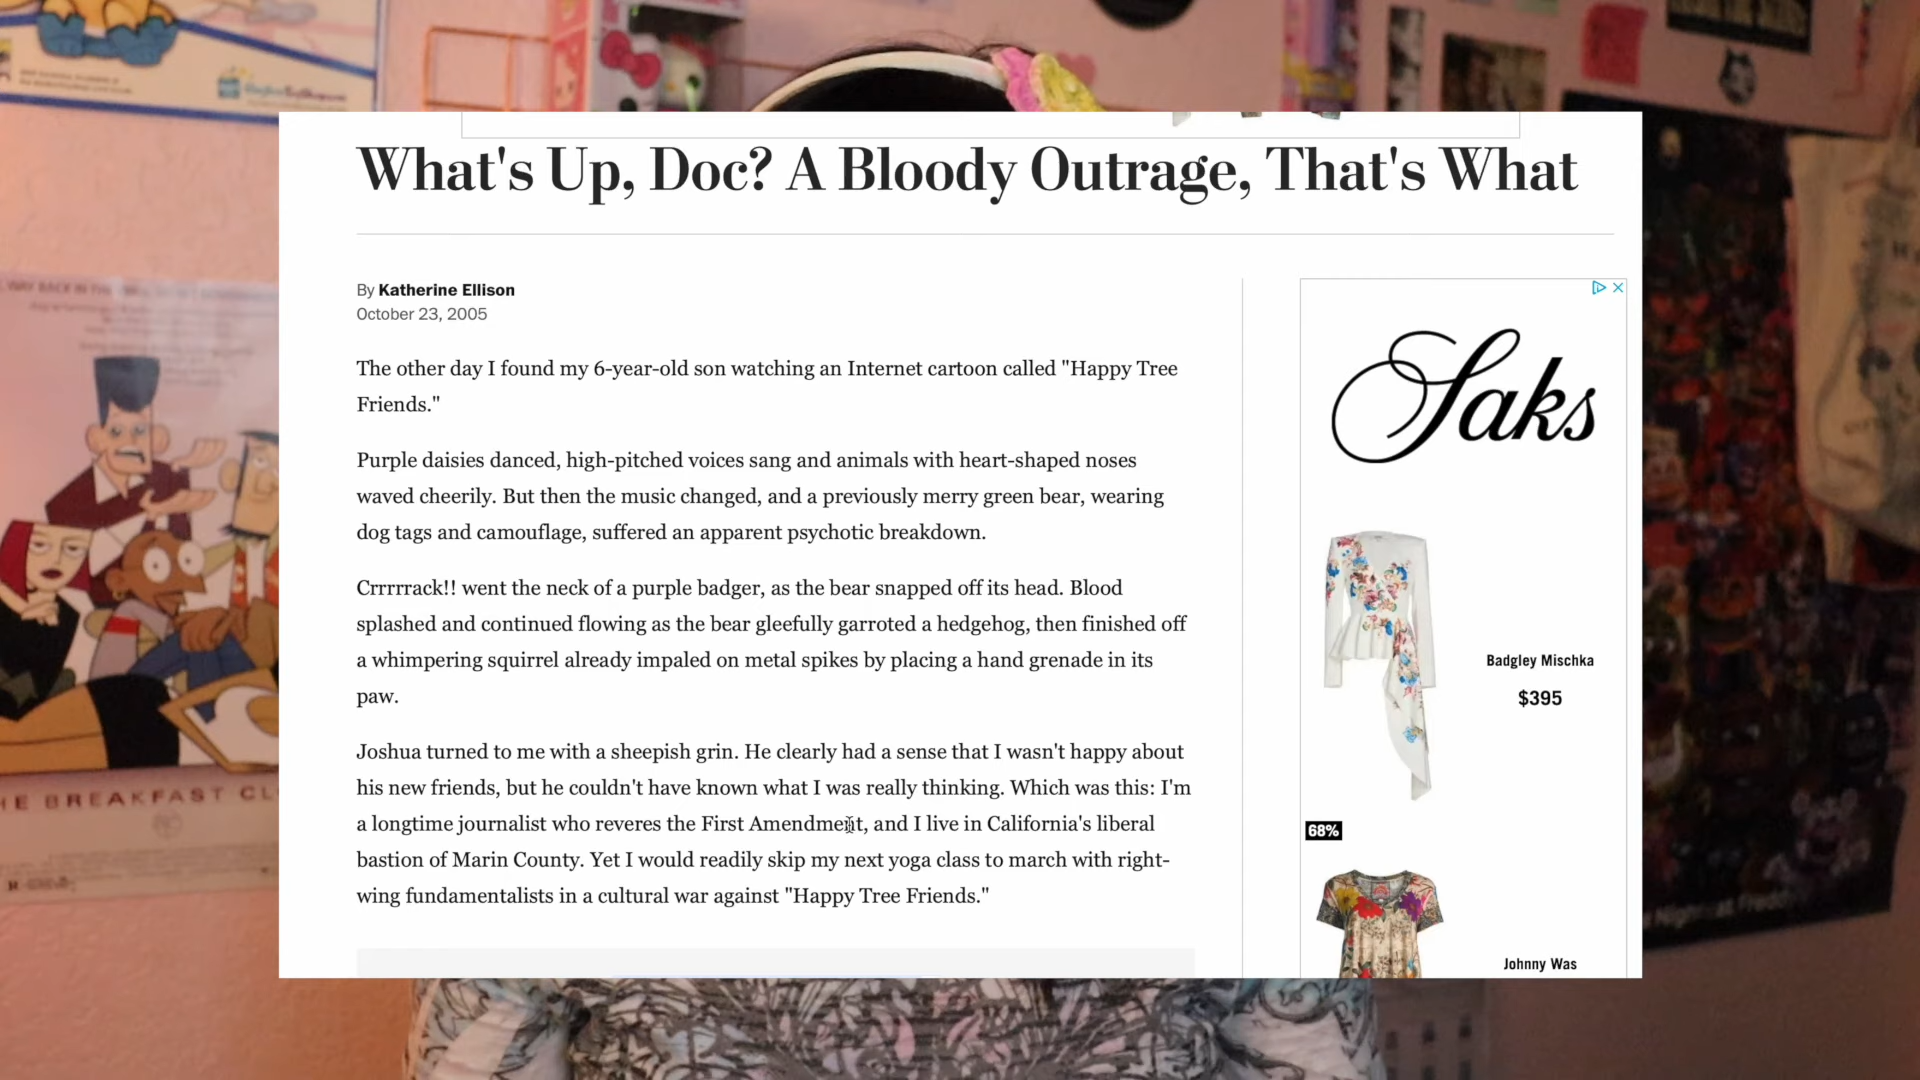 What's Up, Doc? A Bloody Outrage, That's What
By Katherine Ellison
October 23, 2005
The other day I found my 6-year-old son watching an Internet cartoon called "Happy Tree
Friends."
Purple daisies danced, high-pitched voices sang and animals with heart-shaped noses
waved cheerily. But then the music changed, and a previously merry green bear, wearing
dog tags and camouflage, suffered an apparent psychotic breakdown.
Crrrrrack!! went the neck of a purple badger, as the bear snapped off its head. Blood
splashed and continued flowing as the bear gleefully garroted a hedgehog, then finished off
a whimpering squirrel already impaled on metal spikes by placing a hand grenade in its
paw.
Joshua turned to me with a sheepish grin. He clearly had a sense that I wasn't happy about
his new friends, but he couldn't have known what I was really thinking. Which was this: I'm
a longtime journalist who reveres the First Amendment, and I live in California's liberal
bastion of Marin County. Yet I would readily skip my next yoga class to march with right-
wing fundamentalists in a cultural war against "Happy Tree Friends."
Saks
Badgley Mischka
$395
68%
Johnny Was
HE BREAKFAST CL